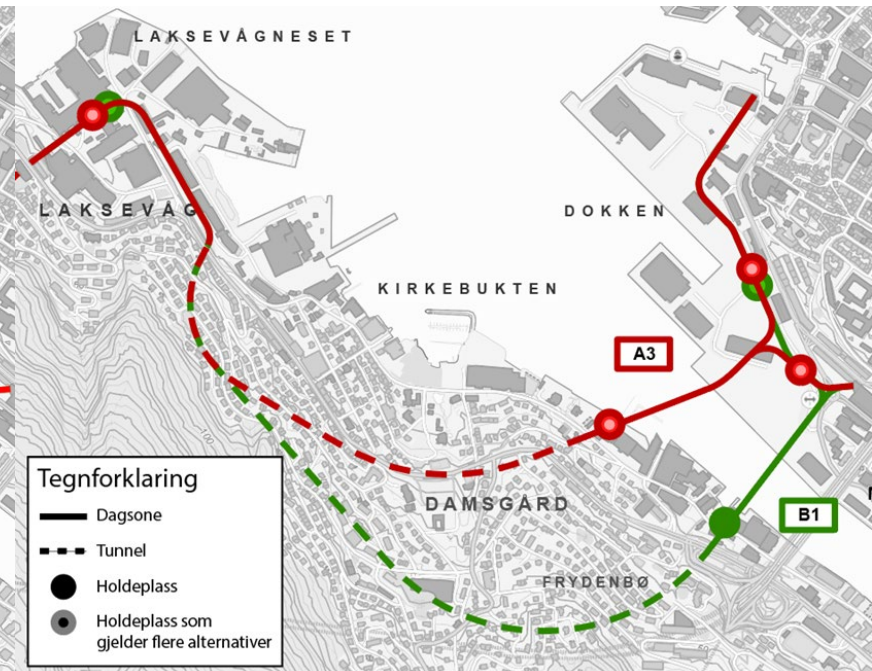 LAKSEVÅGNESET
LAKSEVÅG
DOKKEN
KIRKEBUKTEN
A3
DAMSGÅRD
B1
FRYDENBØ
Tegnforklaring
Dagsone
Tunnel
Holdeplass
Holdeplass som
gjelder flere alternativer